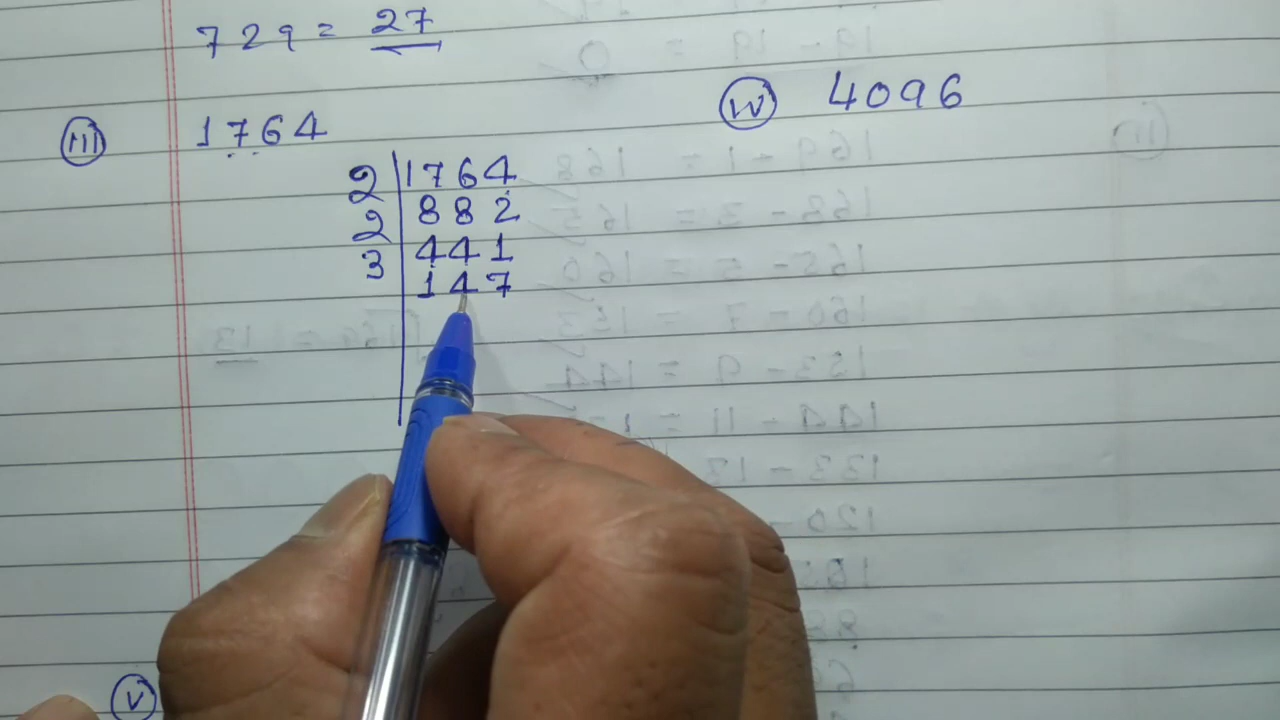 729 = 27
(iii) 1764
2 | 1764
2 | 882
3 | 441
147
(iv) 4096
(v)